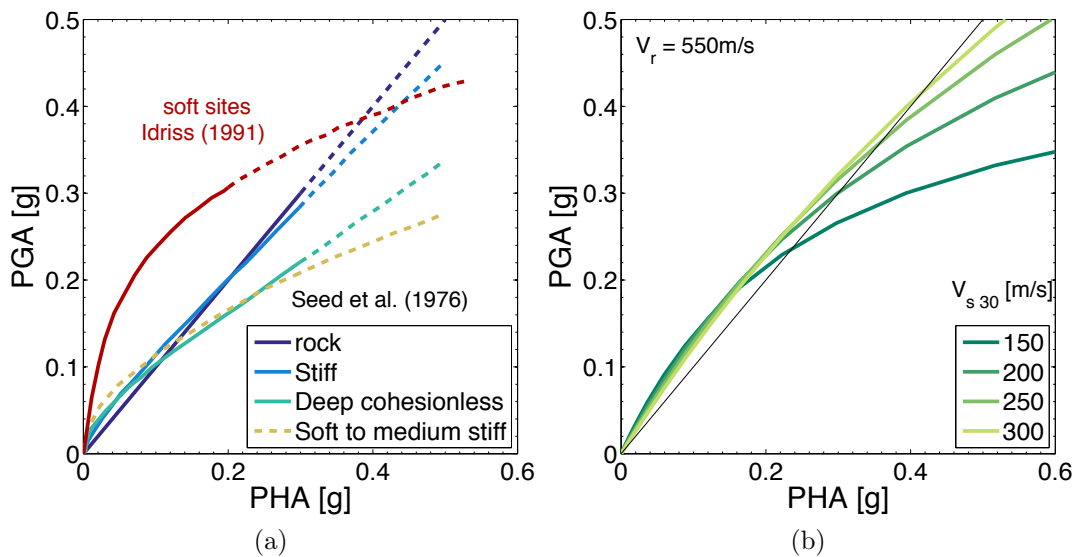 0.5
0.4
0.3
0.2
0.1
0
0
0.2
0.4
0.6
PGA [g]
PHA [g]
soft sites
Idriss (1991)
Seed et al. (1976)
rock
Stiff
Deep cohesionless
Soft to medium stiff
(a)
0.5
0.4
0.3
0.2
0.1
0
0
0.2
0.4
0.6
PGA [g]
PHA [g]
V_r = 550m/s
V_s 30 [m/s]
150
200
250
300
(b)